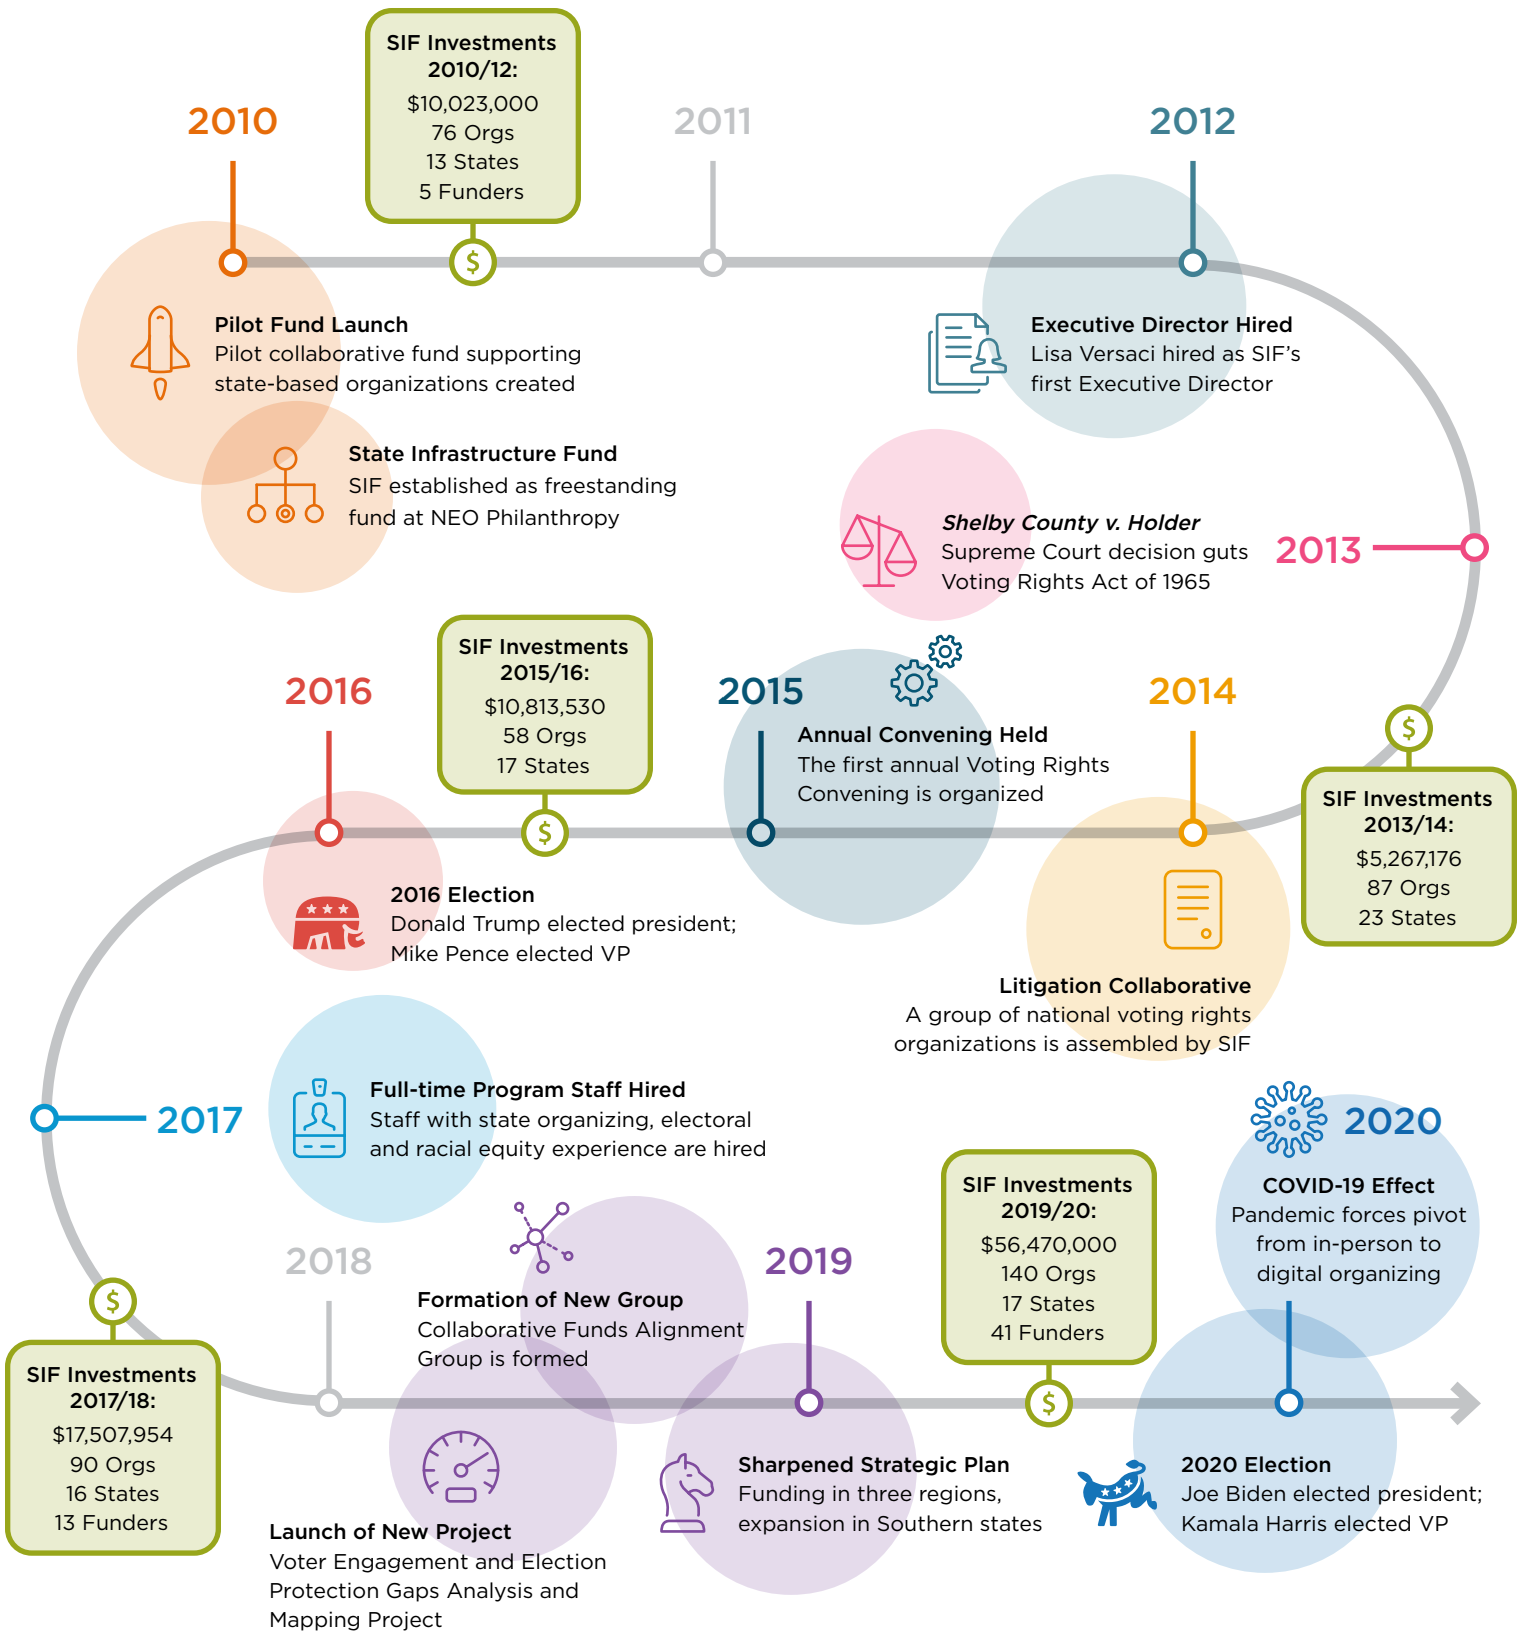 2010
SIF Investments
2010/12:
$10,023,000
76 Orgs
13 States
5 Funders
2011
2012
Pilot Fund Launch
Pilot collaborative fund supporting
state-based organizations created
State Infrastructure Fund
SIF established as freestanding
fund at NEO Philanthropy
Executive Director Hired
Lisa Versaci hired as SIF’s
first Executive Director
Shelby County v. Holder
Supreme Court decision guts
Voting Rights Act of 1965
2013
SIF Investments
2013/14:
$5,267,176
87 Orgs
23 States
2014
Litigation Collaborative
A group of national voting rights
organizations is assembled by SIF
2015
Annual Convening Held
The first annual Voting Rights
Convening is organized
SIF Investments
2015/16:
$10,813,530
58 Orgs
17 States
2016
2016 Election
Donald Trump elected president;
Mike Pence elected VP
2017
Full-time Program Staff Hired
Staff with state organizing, electoral
and racial equity experience are hired
SIF Investments
2017/18:
$17,507,954
90 Orgs
16 States
13 Funders
2018
Formation of New Group
Collaborative Funds Alignment
Group is formed
Launch of New Project
Voter Engagement and Election
Protection Gaps Analysis and
Mapping Project
2019
Sharpened Strategic Plan
Funding in three regions,
expansion in Southern states
SIF Investments
2019/20:
$56,470,000
140 Orgs
17 States
41 Funders
2020
COVID-19 Effect
Pandemic forces pivot
from in-person to
digital organizing
2020 Election
Joe Biden elected president;
Kamala Harris elected VP
$
$
$
$
$